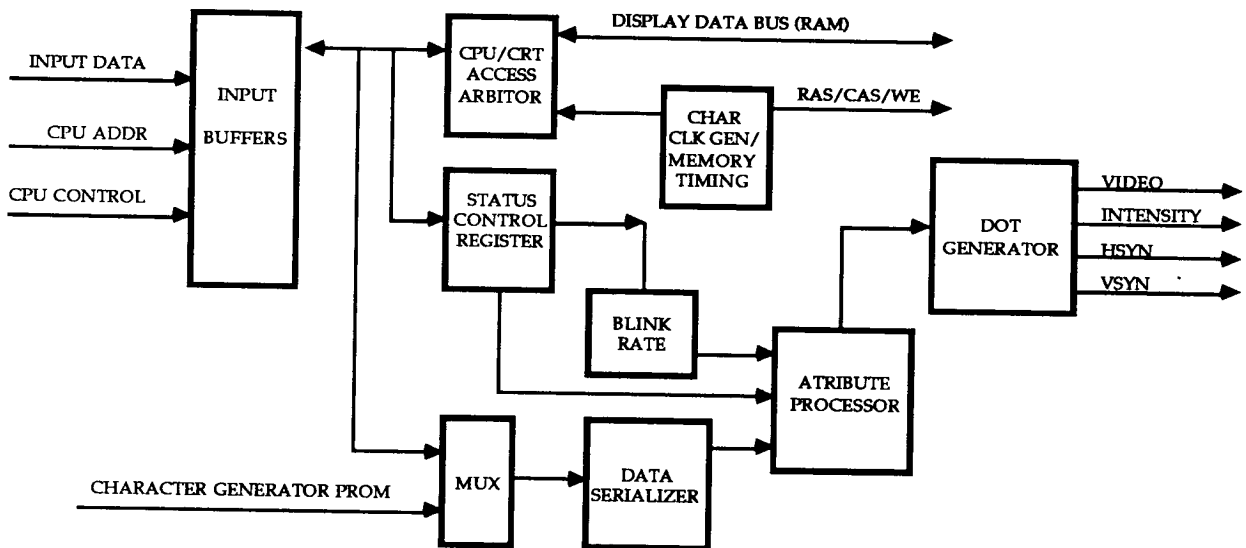 DISPLAY DATA BUS (RAM)
INPUT DATA
CPU ADDR
CPU CONTROL
INPUT
BUFFERS
CPU/CRT
ACCESS
ARBITOR
RAS/CAS/WE
CHAR
CLK GEN/
MEMORY
TIMING
STATUS
CONTROL
REGISTER
BLINK
RATE
DOT
GENERATOR
VIDEO
INTENSITY
HSYN
VSYN
ATRIBUTE
PROCESSOR
CHARACTER GENERATOR PROM
MUX
DATA
SERIALIZER